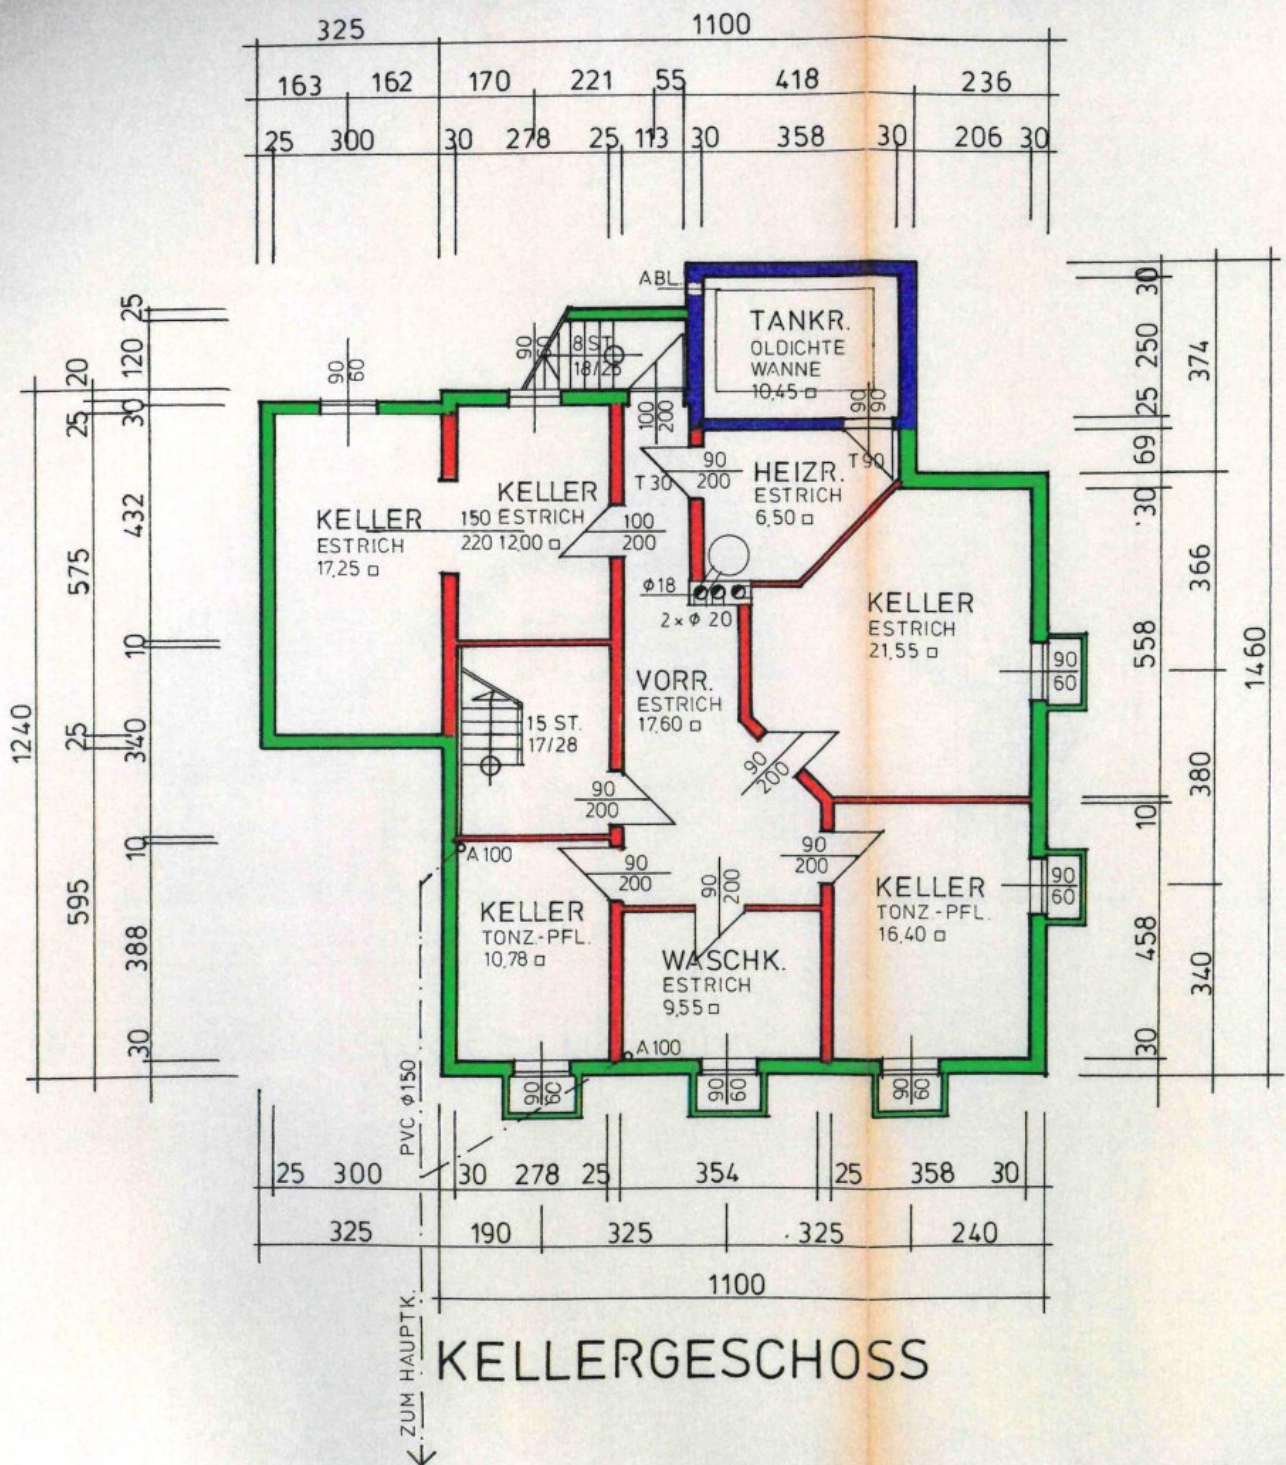 325 1100
163 162 170 221 55 418 236
25 300 30 278 25 113 30 358 30 206 30
ABL.
TANKR.
OLDICHTE
WANNE
10,45 □
8 ST.
18/25
90
60
90
90
90
100
200
T 30
90
200
T 90
HEIZR.
ESTRICH
6,50 □
KELLER
ESTRICH
17,25 □
KELLER
150 ESTRICH
220 12,00 □
100
200
φ18
2 × φ 20
KELLER
ESTRICH
21,55 □
90
60
VORR.
ESTRICH
17,60 □
15 ST.
17/28
90
200
90
200
A 100
90
200
90
200
90
200
KELLER
TONZ.-PFL.
10,78 □
WASCHK.
ESTRICH
9,55 □
KELLER
TONZ.-PFL.
16,40 □
90
60
A 100
90
60
90
60
90
60
25 120 30 432 10 340 10 388 30
20 25 575 25 595
1240
30 250 25 69 30 558 10 458 30
374 366 380 340
1460
PVC φ150
25 300 30 278 25 354 25 358 30
325 190 325 325 240
1100
ZUM HAUPTK.
KELLERGESCHOSS